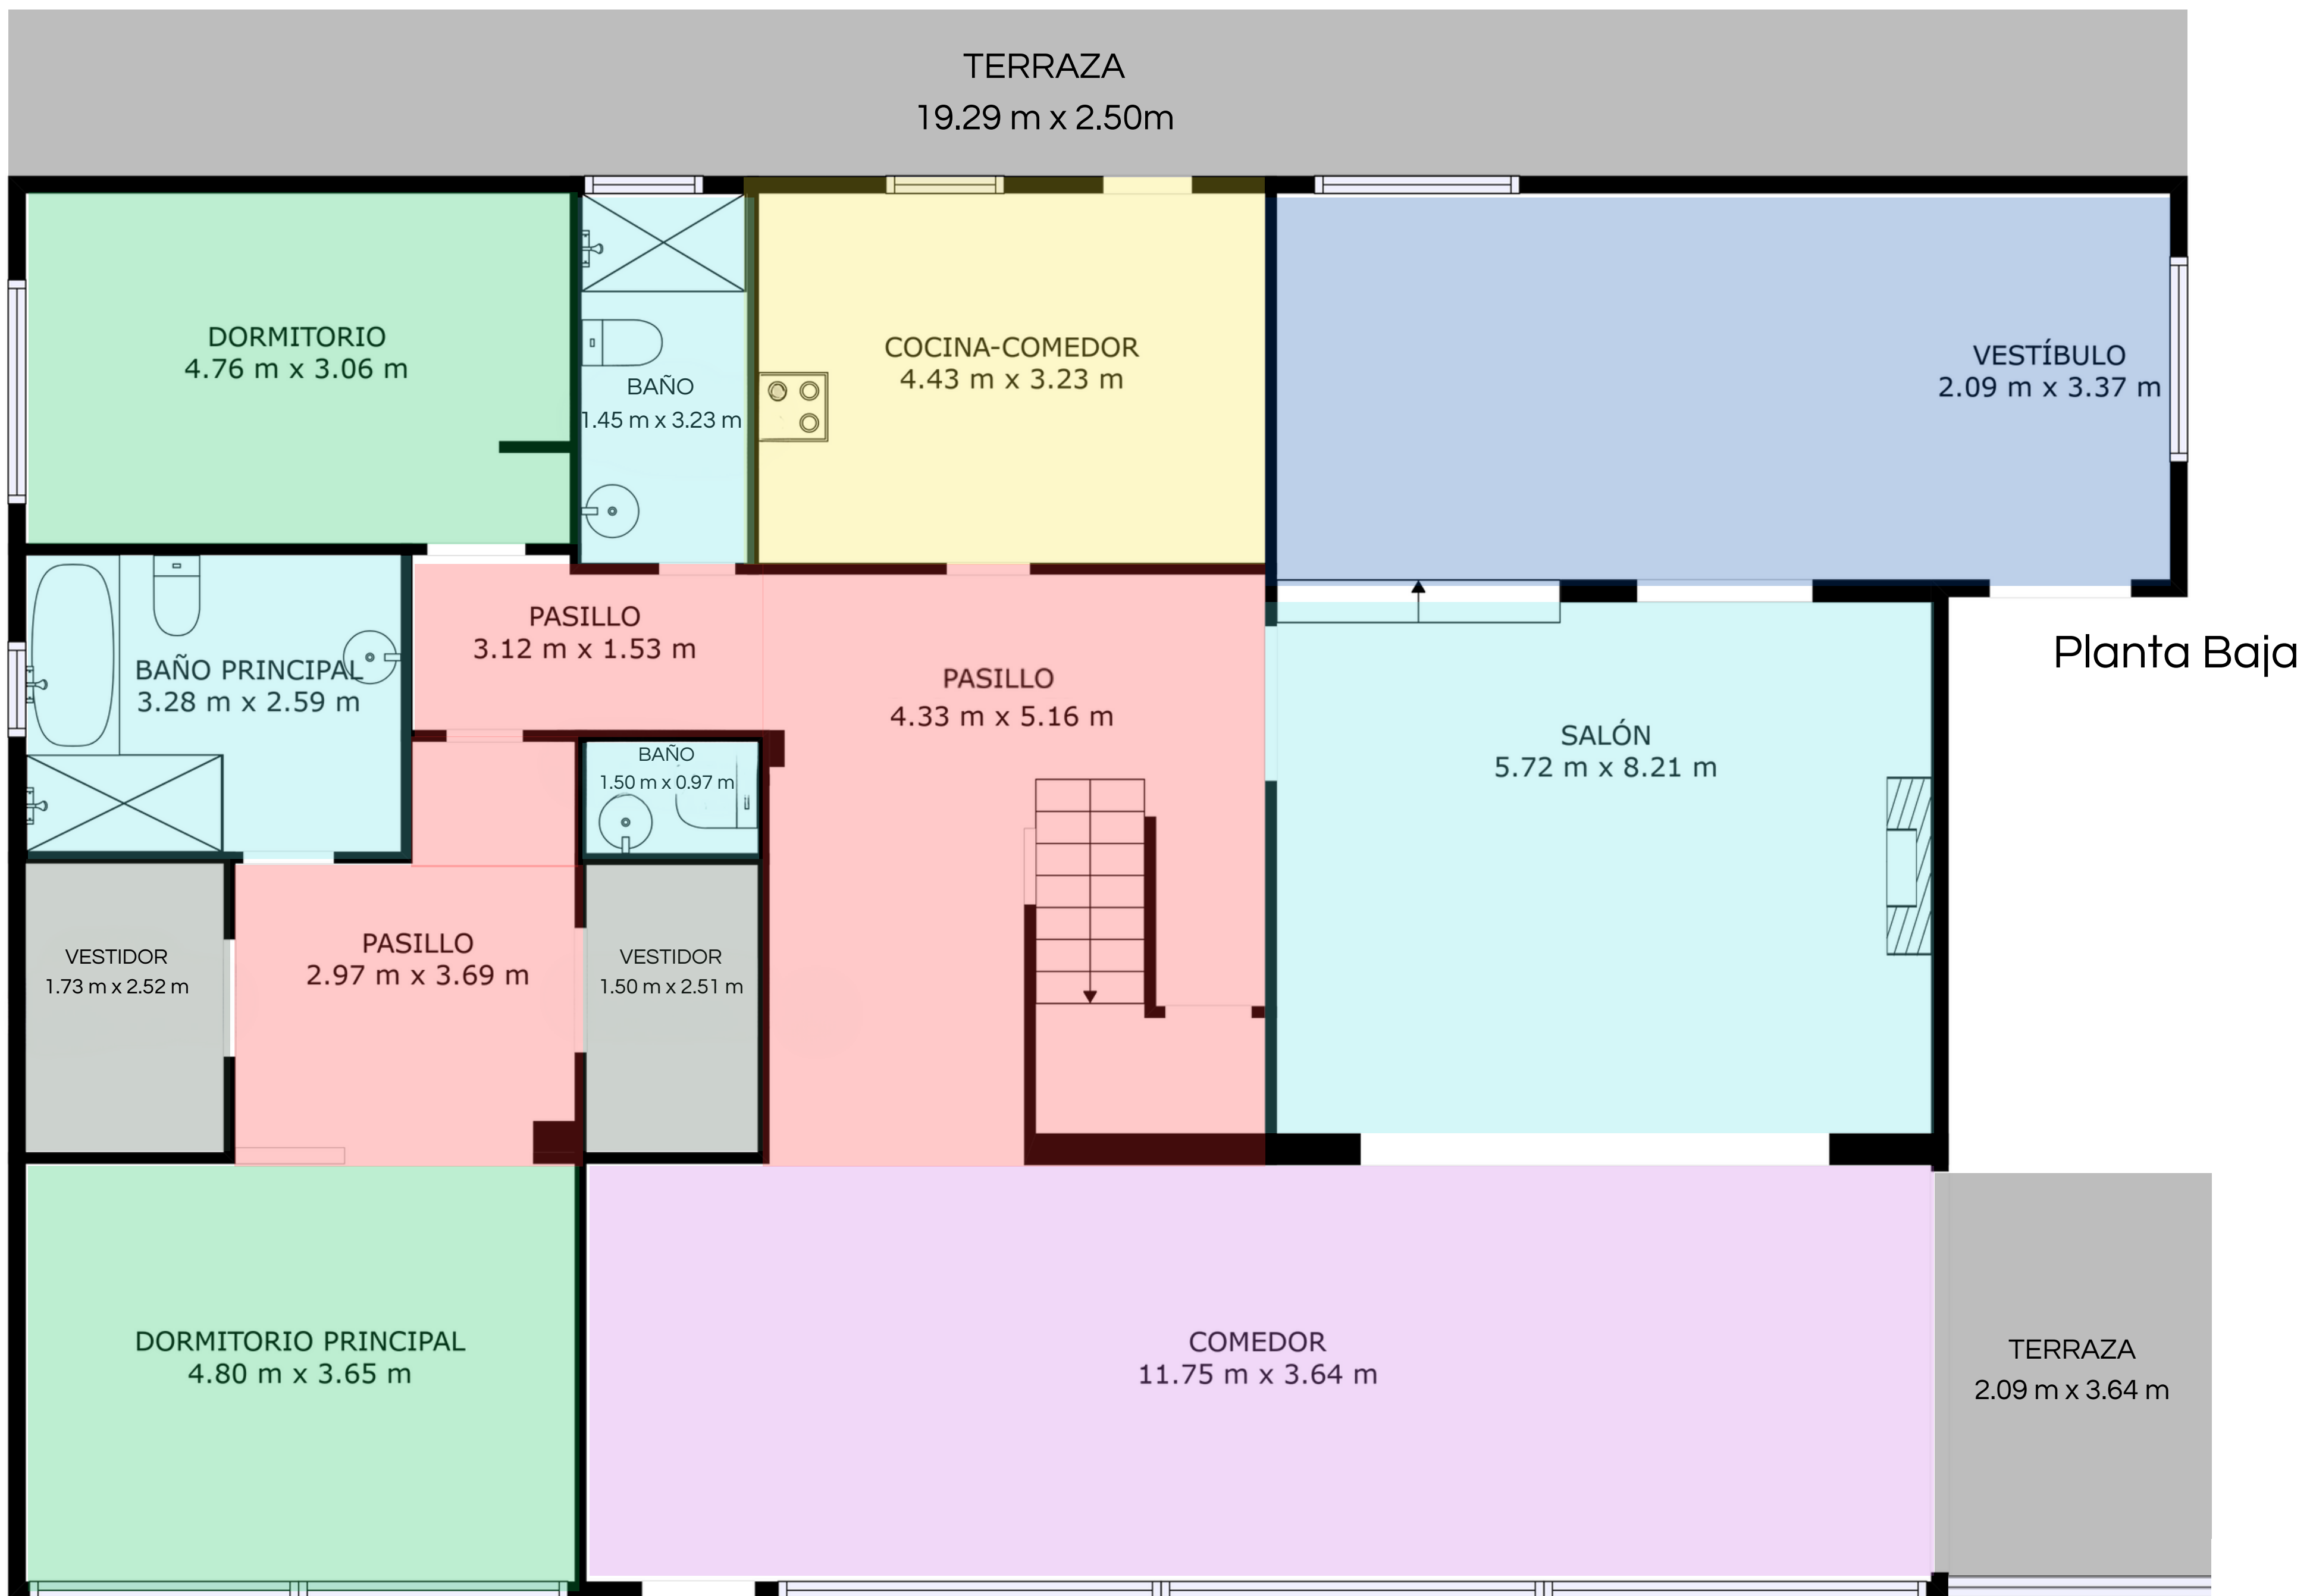 TERRAZA
19.29 m x 2.50m
DORMITORIO
4.76 m x 3.06 m
BAÑO
1.45 m x 3.23 m
COCINA-COMEDOR
4.43 m x 3.23 m
VESTÍBULO
2.09 m x 3.37 m
Planta Baja
PASILLO
3.12 m x 1.53 m
BAÑO PRINCIPAL
3.28 m x 2.59 m
PASILLO
4.33 m x 5.16 m
SALÓN
5.72 m x 8.21 m
BAÑO
1.50 m x 0.97 m
VESTIDOR
1.73 m x 2.52 m
PASILLO
2.97 m x 3.69 m
VESTIDOR
1.50 m x 2.51 m
DORMITORIO PRINCIPAL
4.80 m x 3.65 m
COMEDOR
11.75 m x 3.64 m
TERRAZA
2.09 m x 3.64 m